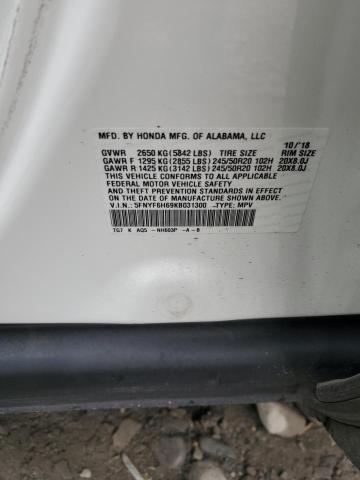 MFD. BY HONDA MFG. OF ALABAMA, LLC
10/'18
GVWR 2650 KG (5842 LBS) TIRE SIZE RIM SIZE
GAWR F 1295 KG (2855 LBS) 245/50R20 102H 20X8.0J
GAWR R 1425 KG (3142 LBS) 245/50R20 102H 20X8.0J
THIS VEHICLE CONFORMS TO ALL APPLICABLE
FEDERAL MOTOR VEHICLE SAFETY AND THEFT
PREVENTION STANDARDS IN EFFECT ON THE DATE
OF MANUFACTURE SHOWN ABOVE.
V.I.N.: 5FNYF6H69KB031300 -TYPE: MPV
TG7 K AQ5 -NH603P -A-B